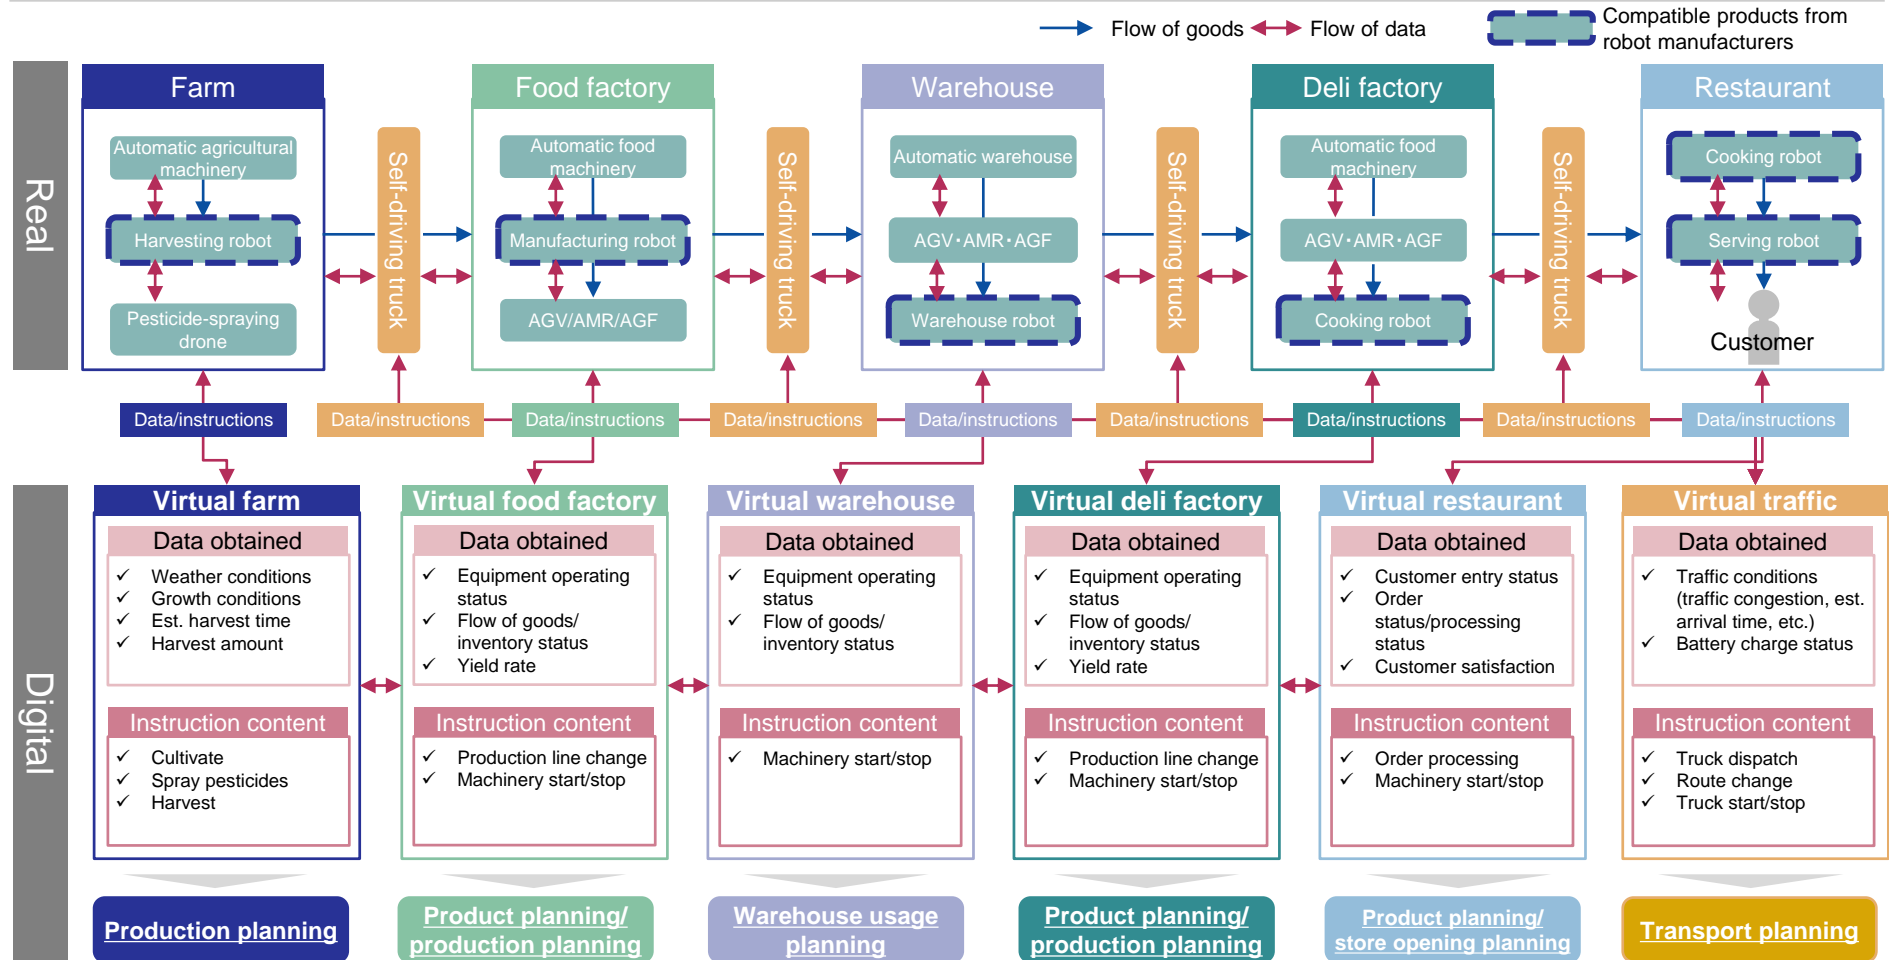 Flow of goods
Flow of data
Compatible products from
robot manufacturers
Real
Farm
Automatic agricultural
machinery
Harvesting robot
Pesticide-spraying
drone
Self-driving truck
Food factory
Automatic food
machinery
Manufacturing robot
AGV/AMR/AGF
Self-driving truck
Warehouse
Automatic warehouse
AGV・AMR・AGF
Warehouse robot
Self-driving truck
Deli factory
Automatic food
machinery
AGV・AMR・AGF
Cooking robot
Self-driving truck
Restaurant
Cooking robot
Serving robot
Customer
Data/instructions
Data/instructions
Data/instructions
Data/instructions
Data/instructions
Data/instructions
Data/instructions
Data/instructions
Data/instructions
Digital
Virtual farm
Data obtained
✓ Weather conditions
✓ Growth conditions
✓ Est. harvest time
✓ Harvest amount
Instruction content
✓ Cultivate
✓ Spray pesticides
✓ Harvest
Production planning
Virtual food factory
Data obtained
✓ Equipment operating
status
✓ Flow of goods/
inventory status
✓ Yield rate
Instruction content
✓ Production line change
✓ Machinery start/stop
Product planning/
production planning
Virtual warehouse
Data obtained
✓ Equipment operating
status
✓ Flow of goods/
inventory status
Instruction content
✓ Machinery start/stop
Warehouse usage
planning
Virtual deli factory
Data obtained
✓ Equipment operating
status
✓ Flow of goods/
inventory status
✓ Yield rate
Instruction content
✓ Production line change
✓ Machinery start/stop
Product planning/
production planning
Virtual restaurant
Data obtained
✓ Customer entry status
✓ Order
status/processing
status
✓ Customer satisfaction
Instruction content
✓ Order processing
✓ Machinery start/stop
Product planning/
store opening planning
Virtual traffic
Data obtained
✓ Traffic conditions
(traffic congestion, est.
arrival time, etc.)
✓ Battery charge status
Instruction content
✓ Truck dispatch
✓ Route change
✓ Truck start/stop
Transport planning